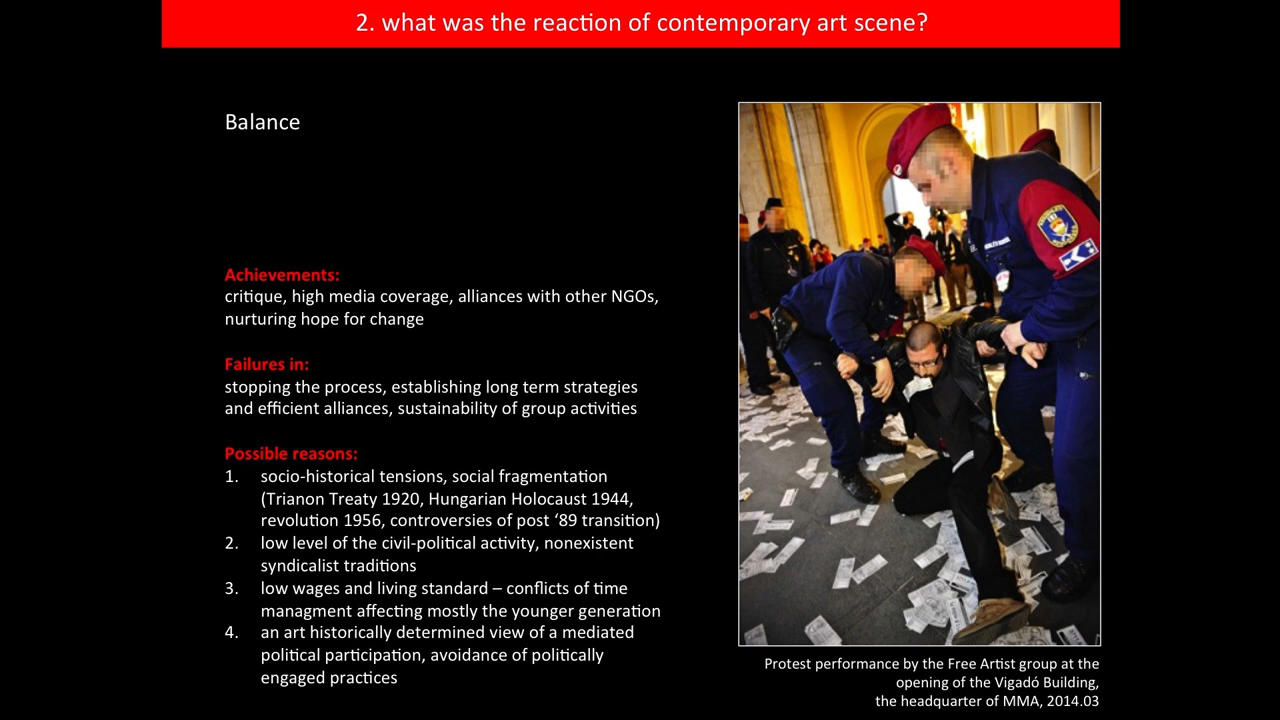 2. what was the reaction of contemporary art scene?
Balance
Achievements:
critique, high media coverage, alliances with other NGOs,
nurturing hope for change
Failures in:
stopping the process, establishing long term strategies
and efficient alliances, sustainability of group activities
Possible reasons:
1. socio-historical tensions, social fragmentation
(Trianon Treaty 1920, Hungarian Holocaust 1944,
revolution 1956, controversies of post ‘89 transition)
2. low level of the civil-political activity, nonexistent
syndicalist traditions
3. low wages and living standard – conflicts of time
managment affecting mostly the younger generation
4. an art historically determined view of a mediated
political participation, avoidance of politically
engaged practices
Protest performance by the Free Artist group at the
opening of the Vigadó Building,
the headquarter of MMA, 2014.03